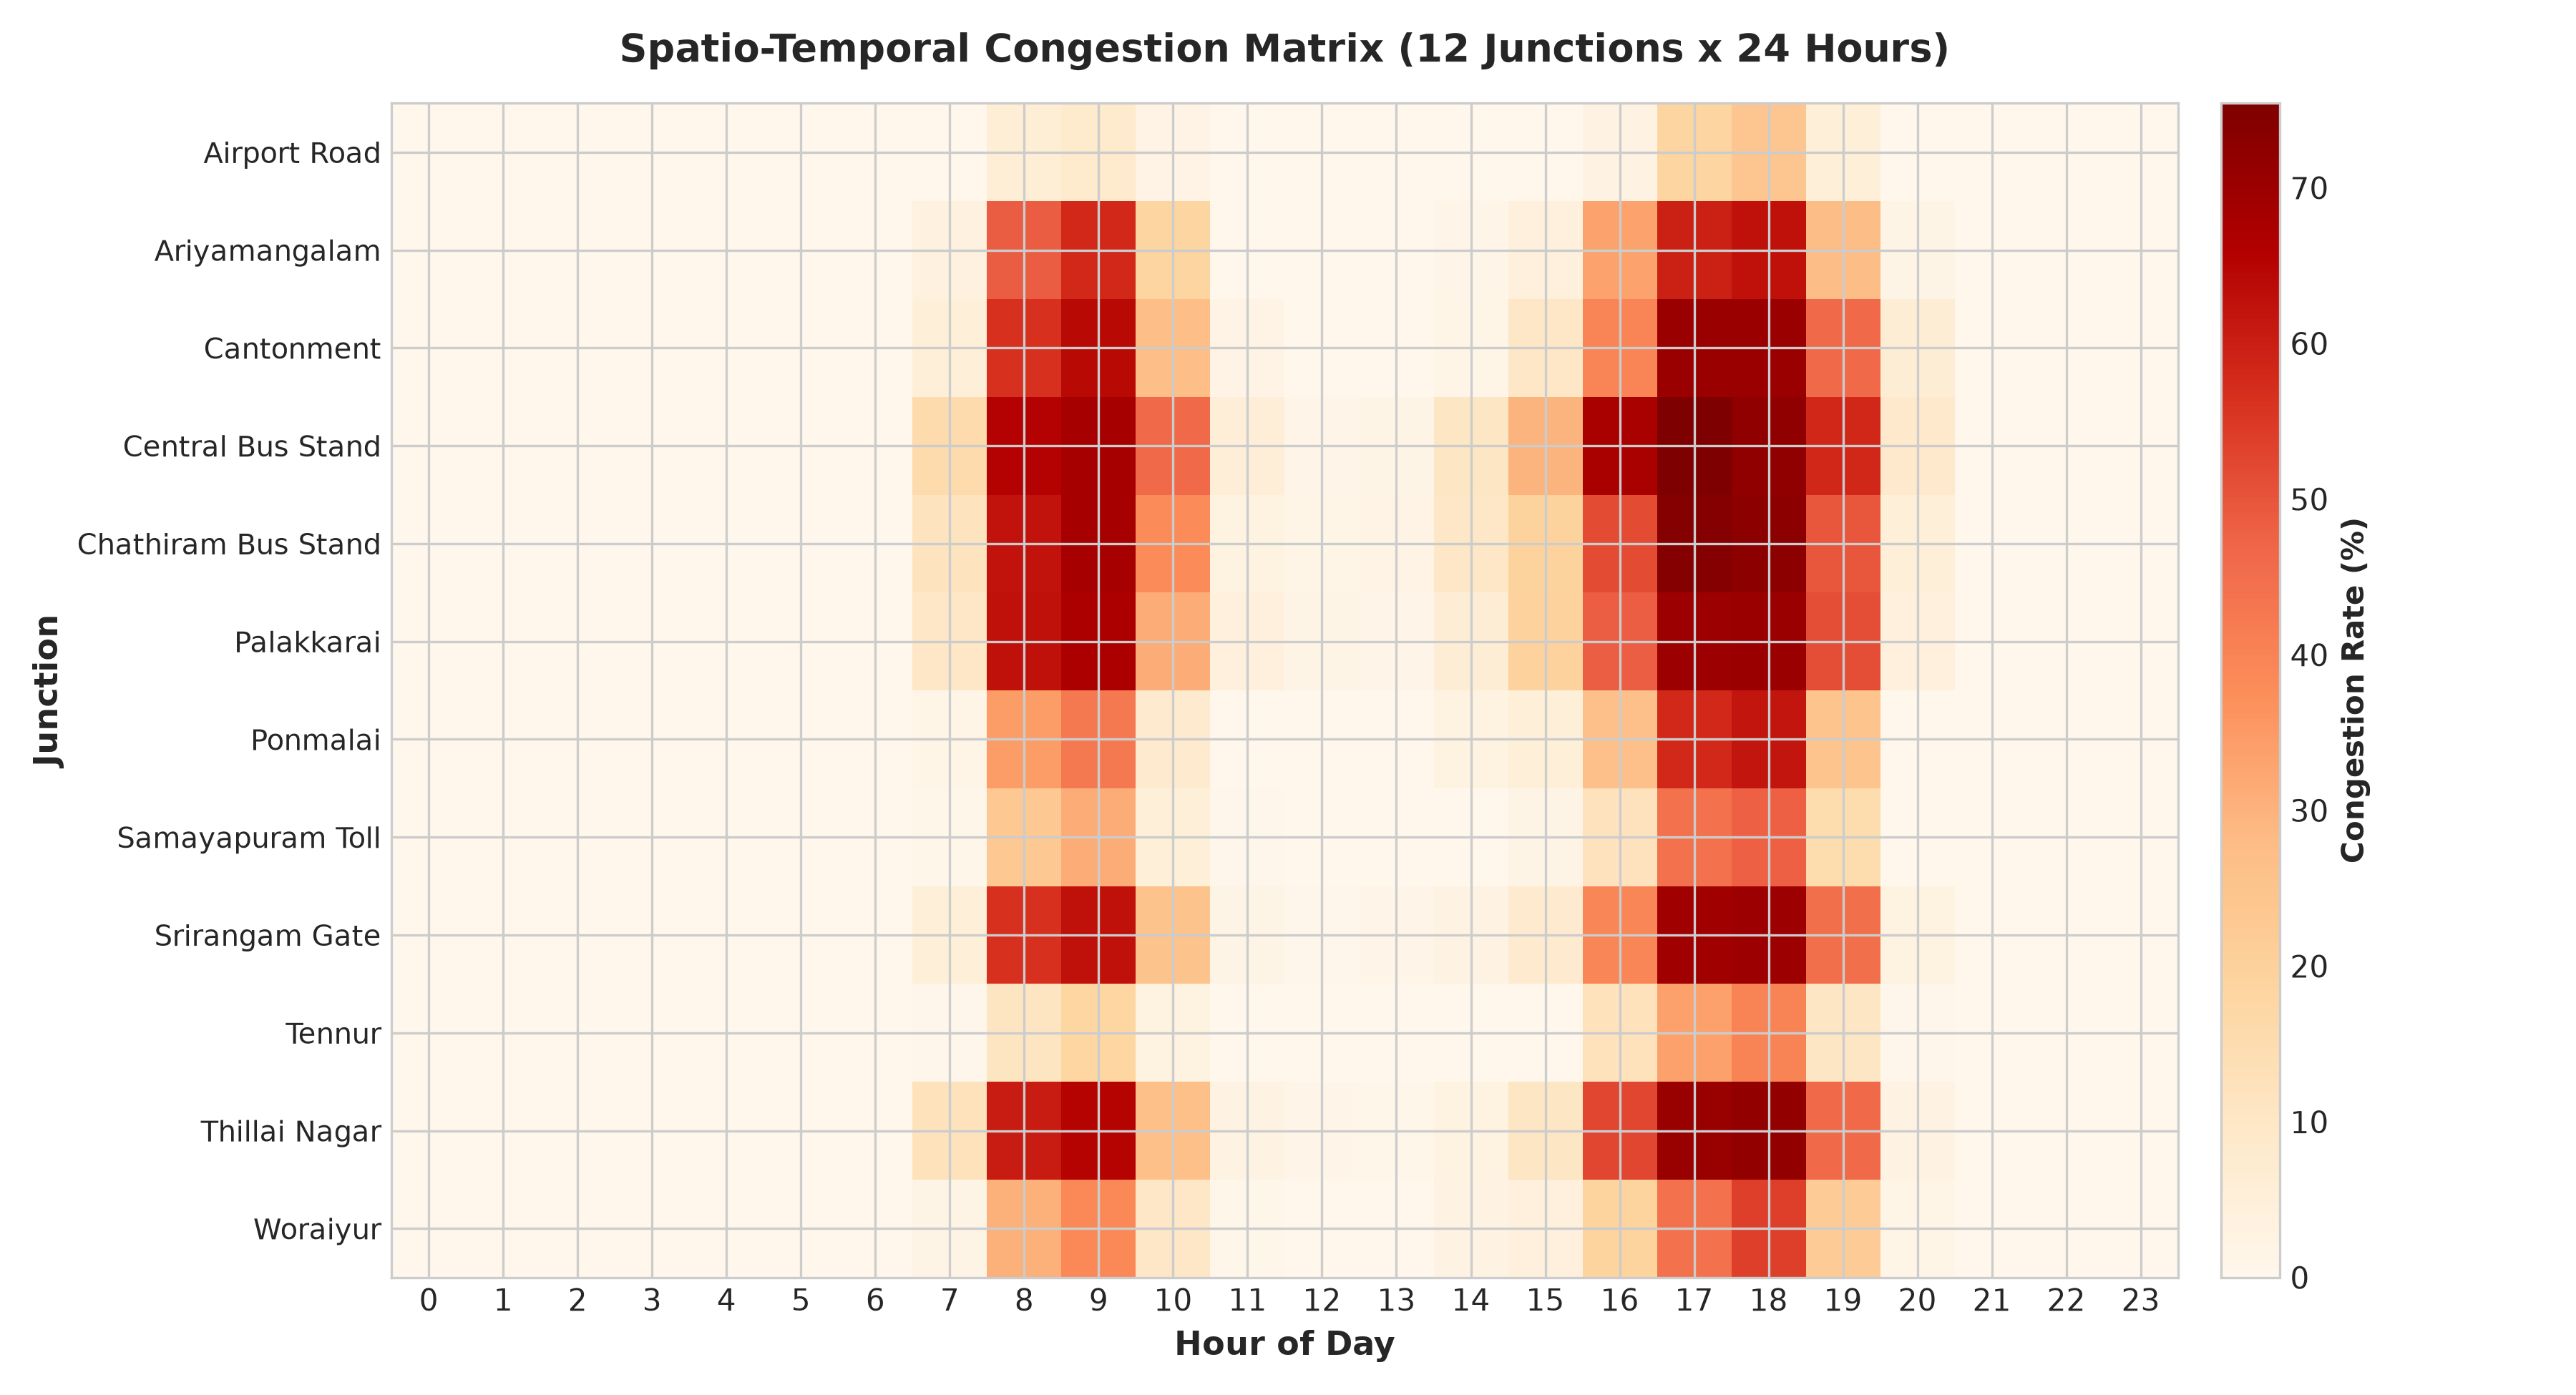 Spatio-Temporal Congestion Matrix (12 Junctions x 24 Hours)
Junction
Airport Road
Ariyamangalam
Cantonment
Central Bus Stand
Chathiram Bus Stand
Palakkarai
Ponmalai
Samayapuram Toll
Srirangam Gate
Tennur
Thillai Nagar
Woraiyur
0 1 2 3 4 5 6 7 8 9 10 11 12 13 14 15 16 17 18 19 20 21 22 23
Hour of Day
70
60
50
40
30
20
10
0
Congestion Rate (%)